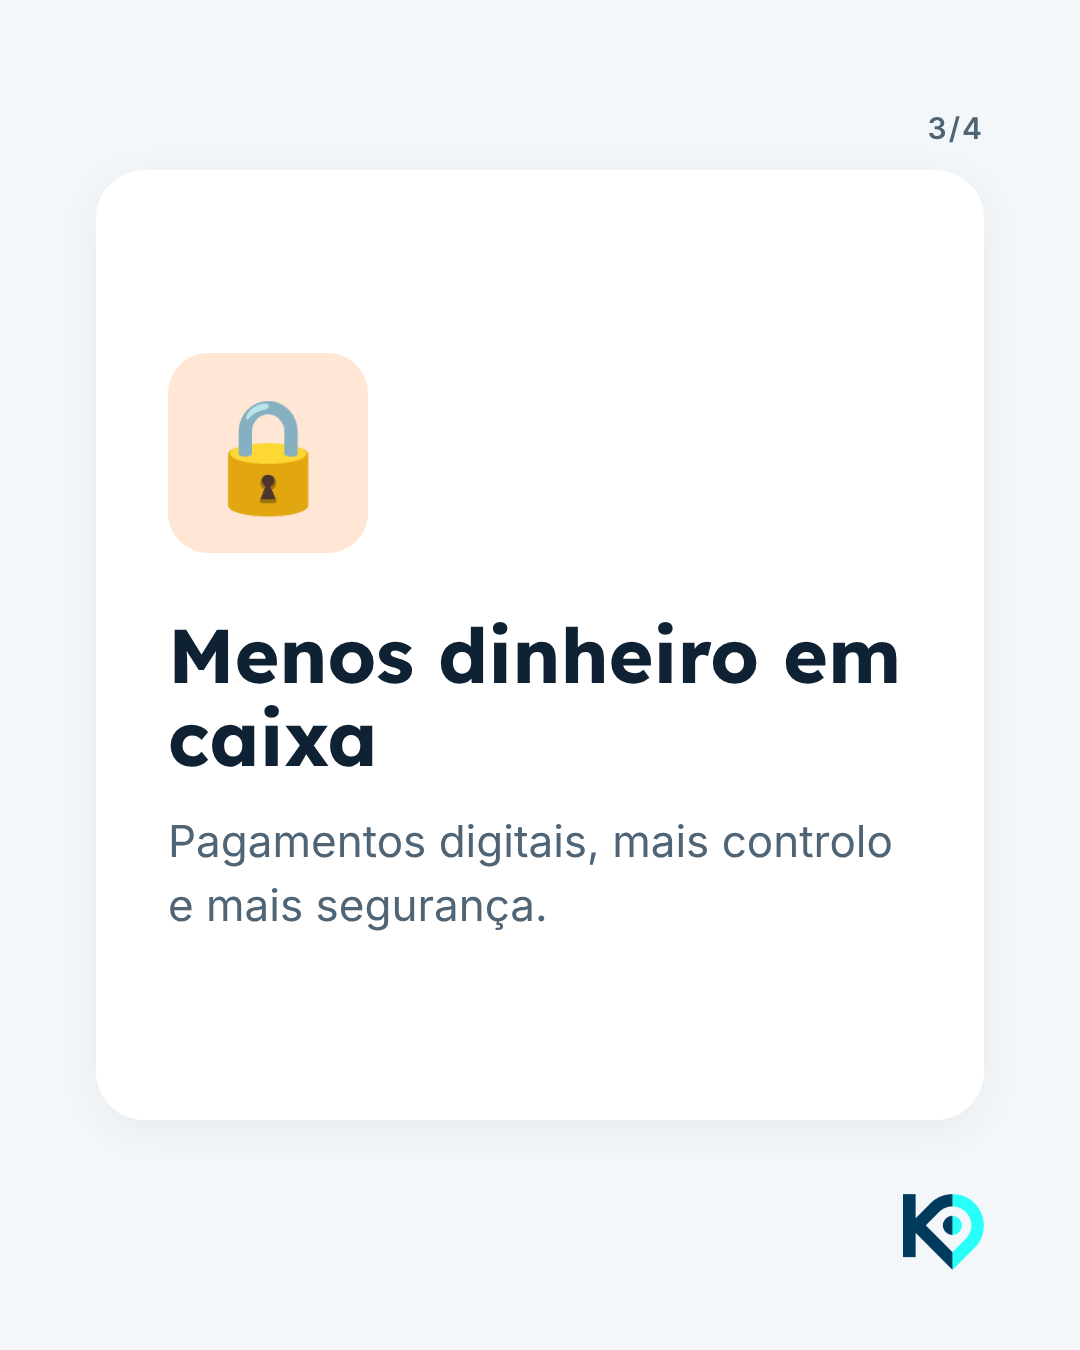 3/4
Menos dinheiro em
caixa
Pagamentos digitais, mais controlo
e mais segurança.